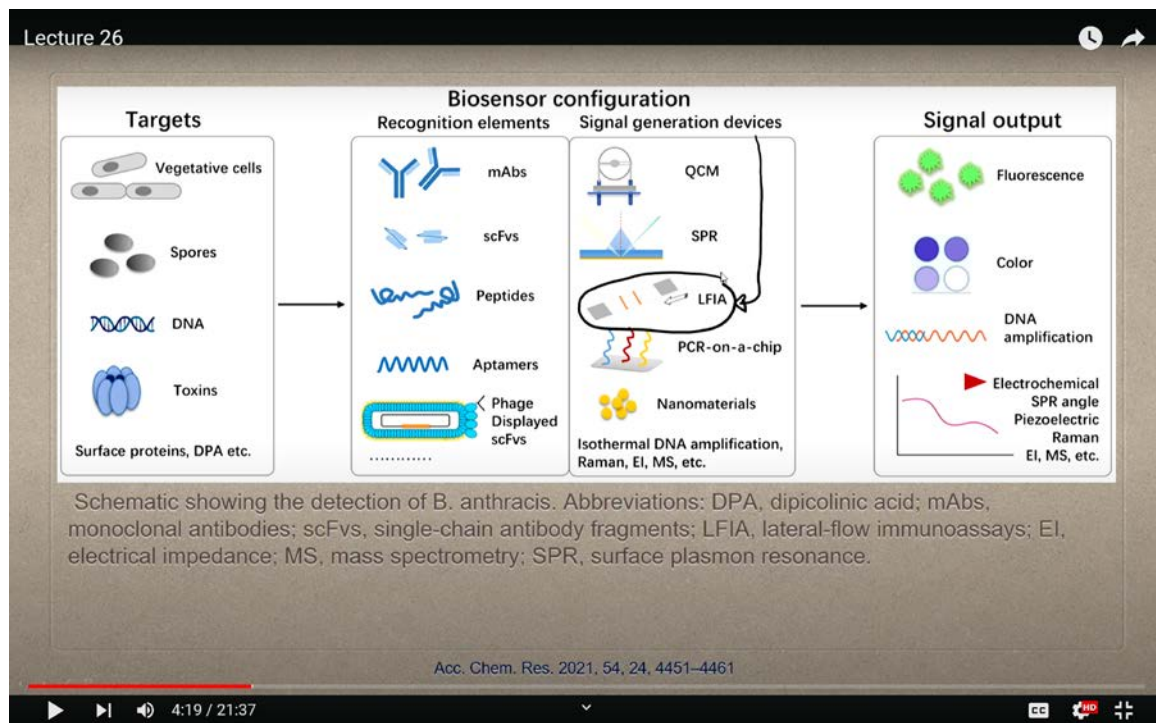 Lecture 26
Biosensor configuration
Targets
Recognition elements
Signal generation devices
Signal output
Vegetative cells
Spores
DNA
Toxins
Surface proteins, DPA etc.
mAbs
scFvs
Peptides
Aptamers
Phage
Displayed
scFvs
............
QCM
SPR
LFIA
PCR-on-a-chip
Nanomaterials
Isothermal DNA amplification,
Raman, EI, MS, etc.
Fluorescence
Color
DNA
amplification
Electrochemical
SPR angle
Piezoelectric
Raman
EI, MS, etc.
Schematic showing the detection of B. anthracis. Abbreviations: DPA, dipicolinic acid; mAbs,
monoclonal antibodies; scFvs, single-chain antibody fragments; LFIA, lateral-flow immunoassays; EI,
electrical impedance; MS, mass spectrometry; SPR, surface plasmon resonance.
Acc. Chem. Res. 2021, 54, 24, 4451–4461
4:19 / 21:37
CC
HD